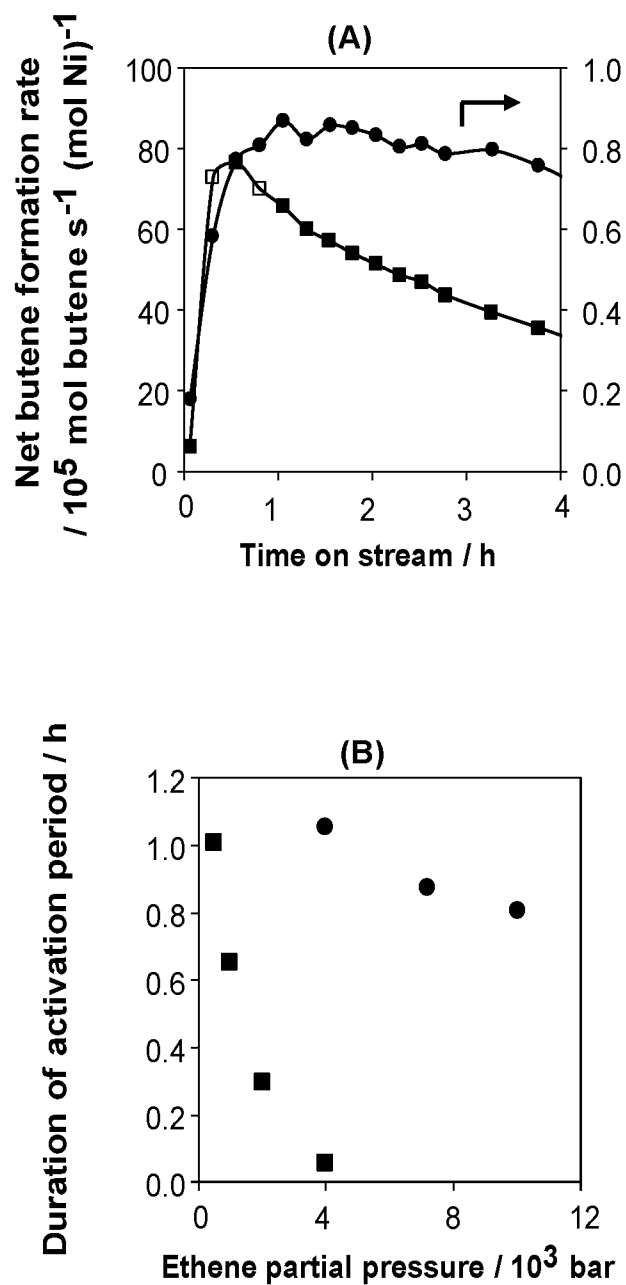 (A)
Net butene formation rate
/ 10⁵ mol butene s⁻¹ (mol Ni)⁻¹
100
80
60
40
20
0
1.0
0.8
0.6
0.4
0.2
0.0
0 1 2 3 4
Time on stream / h
(B)
Duration of activation period / h
1.2
1.0
0.8
0.6
0.4
0.2
0.0
0 4 8 12
Ethene partial pressure / 10³ bar